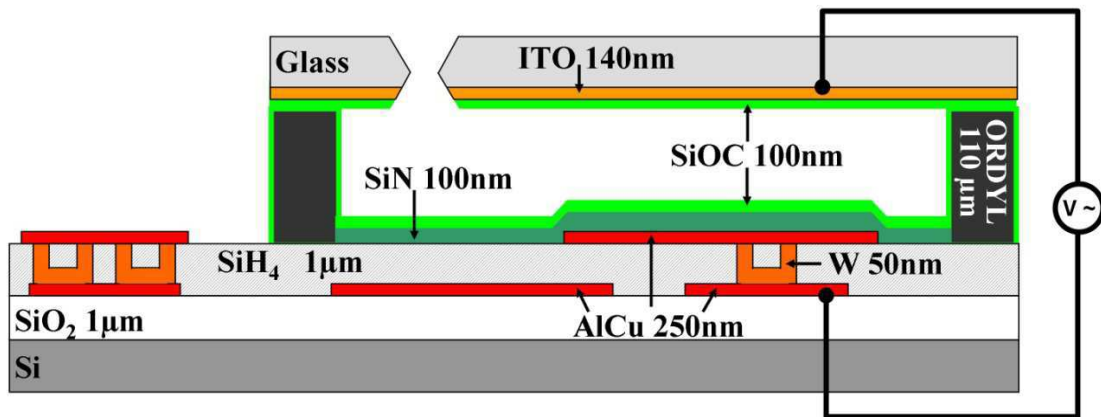 Glass
ITO 140nm
SiOC 100nm
SiN 100nm
ORDYL
110 µm
V ~
SiH₄ 1µm
W 50nm
AlCu 250nm
SiO₂ 1µm
Si